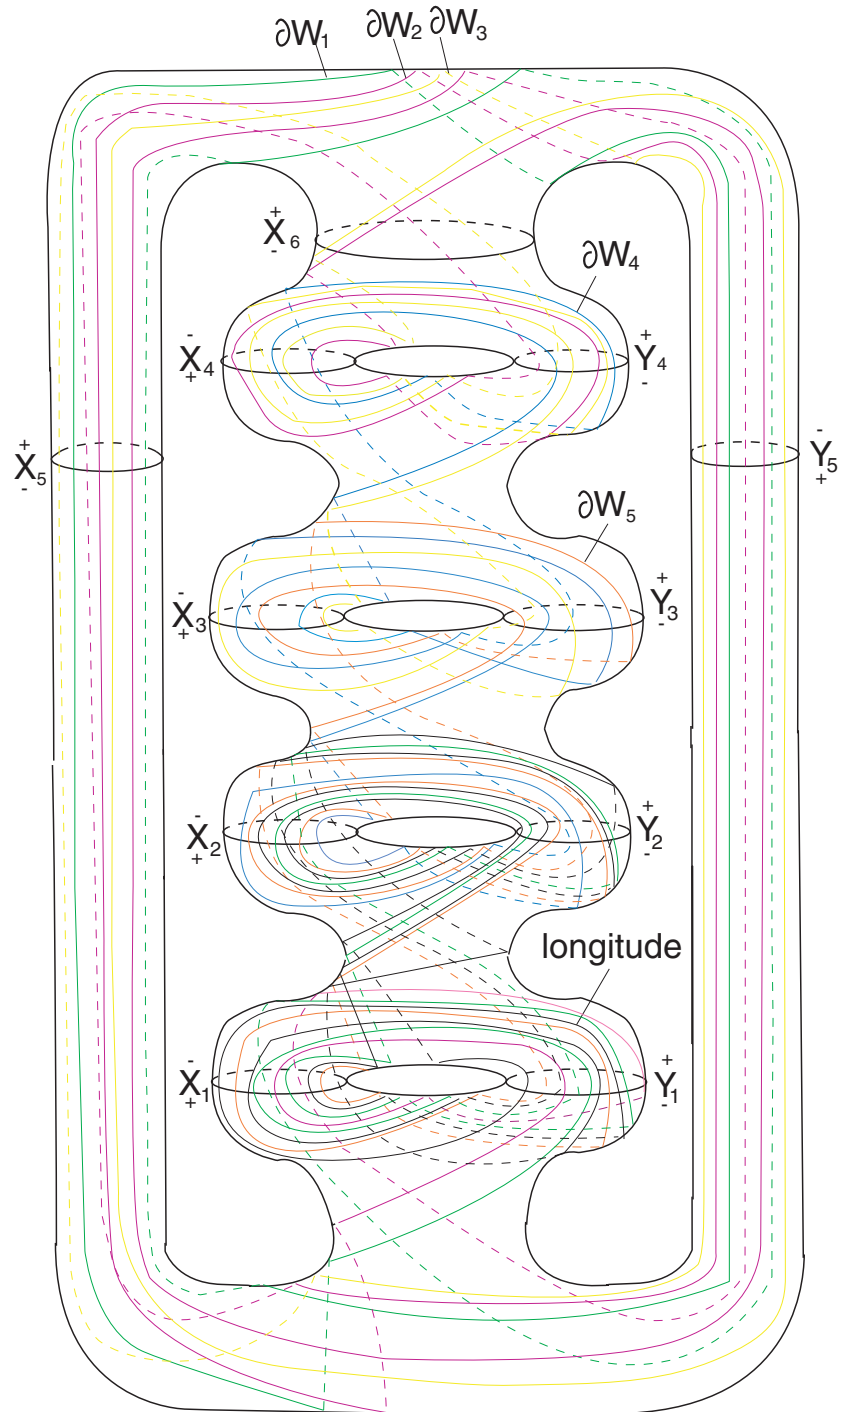 ∂W₁ ∂W₂ ∂W₃
+
X₆
-
∂W₄
- +
X₄ Y₄
+ -
+ -
X₅ Y₅
- +
∂W₅
- +
X₃ Y₃
+ -
- +
X₂ Y₂
+ -
longitude
- +
X₁ Y₁
+ -